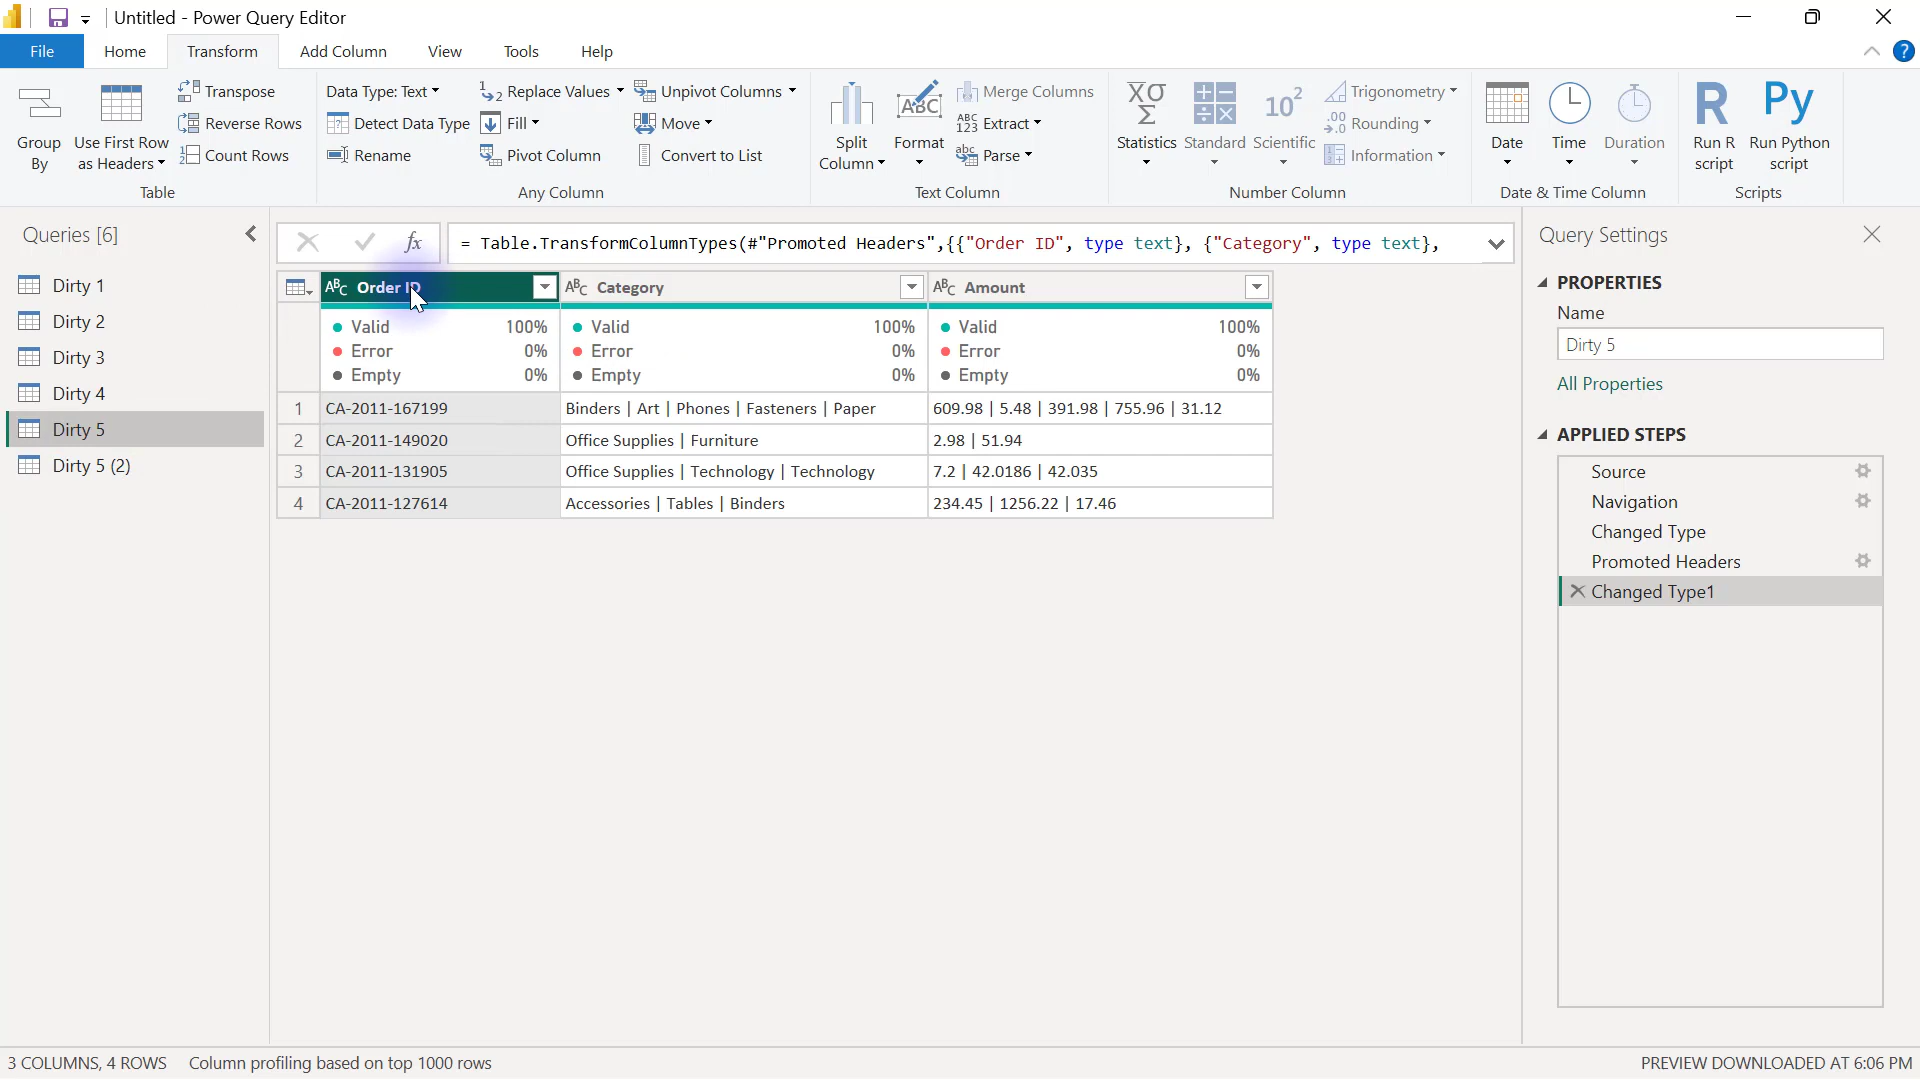 Untitled - Power Query Editor
File Home Transform Add Column View Tools Help
Group By
Use First Row as Headers
Transpose
Reverse Rows
Count Rows
Table
Data Type: Text
Detect Data Type
Rename
Replace Values
Fill
Pivot Column
Unpivot Columns
Move
Convert to List
Any Column
Split Column
Format
Merge Columns
Extract
Parse
Text Column
Statistics
Standard
Scientific
Trigonometry
Rounding
Information
Number Column
Date
Time
Duration
Date & Time Column
Run R script
Run Python script
Scripts
Queries [6]
Dirty 1
Dirty 2
Dirty 3
Dirty 4
Dirty 5
Dirty 5 (2)
fx = Table.TransformColumnTypes(#"Promoted Headers",{{"Order ID", type text}, {"Category", type text},
ABC Order ID ABC Category ABC Amount
Valid 100% Valid 100% Valid 100%
Error 0% Error 0% Error 0%
Empty 0% Empty 0% Empty 0%
1 CA-2011-167199 Binders | Art | Phones | Fasteners | Paper 609.98 | 5.48 | 391.98 | 755.96 | 31.12
2 CA-2011-149020 Office Supplies | Furniture 2.98 | 51.94
3 CA-2011-131905 Office Supplies | Technology | Technology 7.2 | 42.0186 | 42.035
4 CA-2011-127614 Accessories | Tables | Binders 234.45 | 1256.22 | 17.46
Query Settings
PROPERTIES
Name
Dirty 5
All Properties
APPLIED STEPS
Source
Navigation
Changed Type
Promoted Headers
Changed Type1
3 COLUMNS, 4 ROWS Column profiling based on top 1000 rows
PREVIEW DOWNLOADED AT 6:06 PM